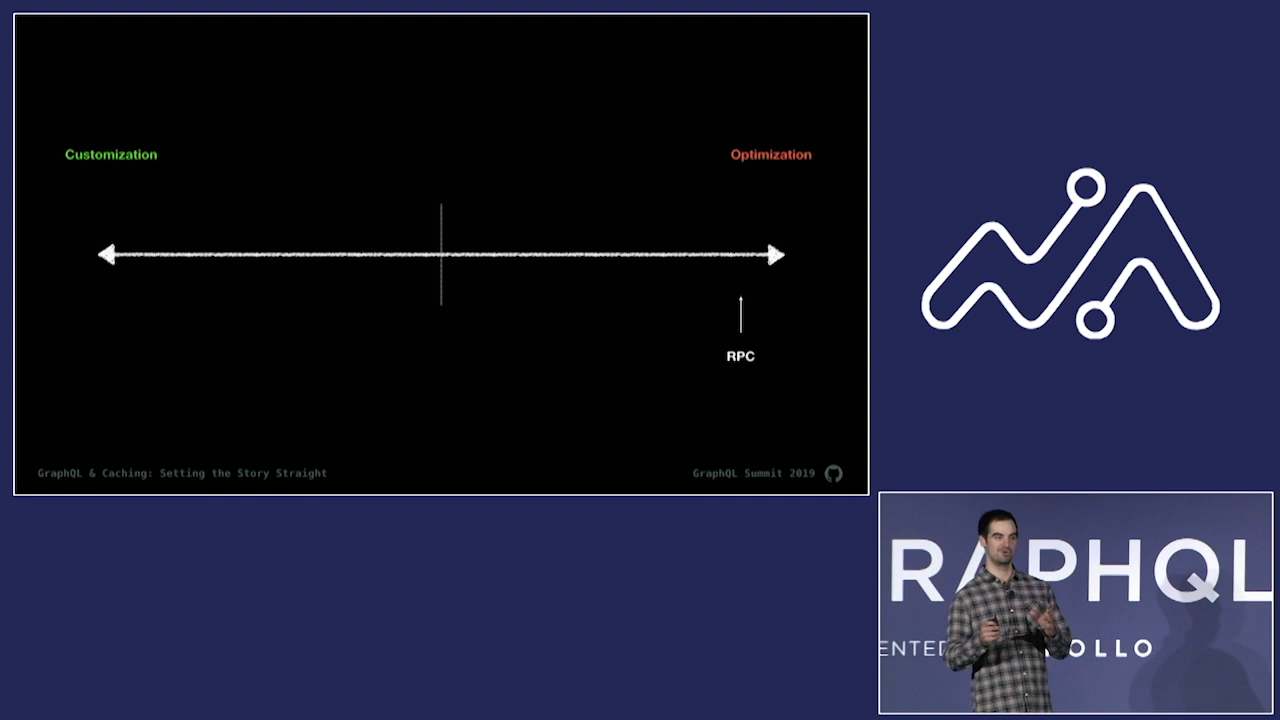 Customization
Optimization
RPC
GraphQL & Caching: Setting the Story Straight
GraphQL Summit 2019
RAPHQL
ENTED
OLLO